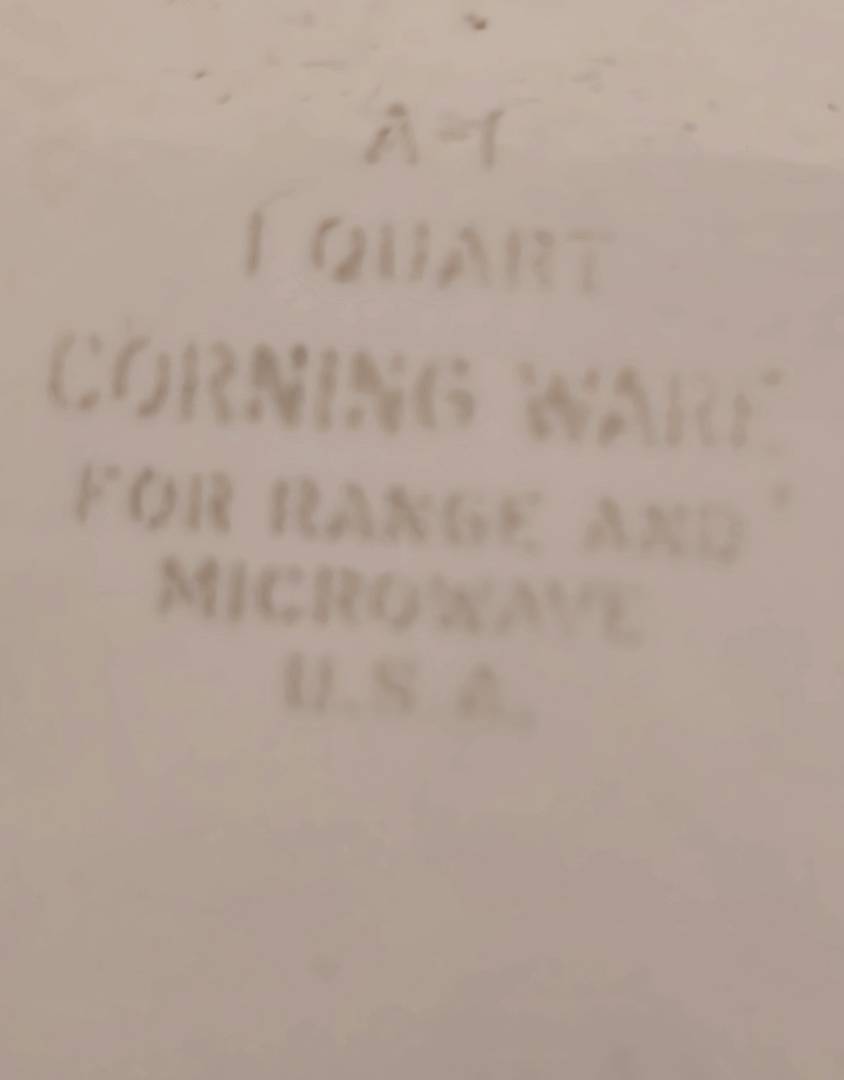 A-1
1 QUART
CORNING WARE
FOR RANGE AND
MICROWAVE
U.S.A.